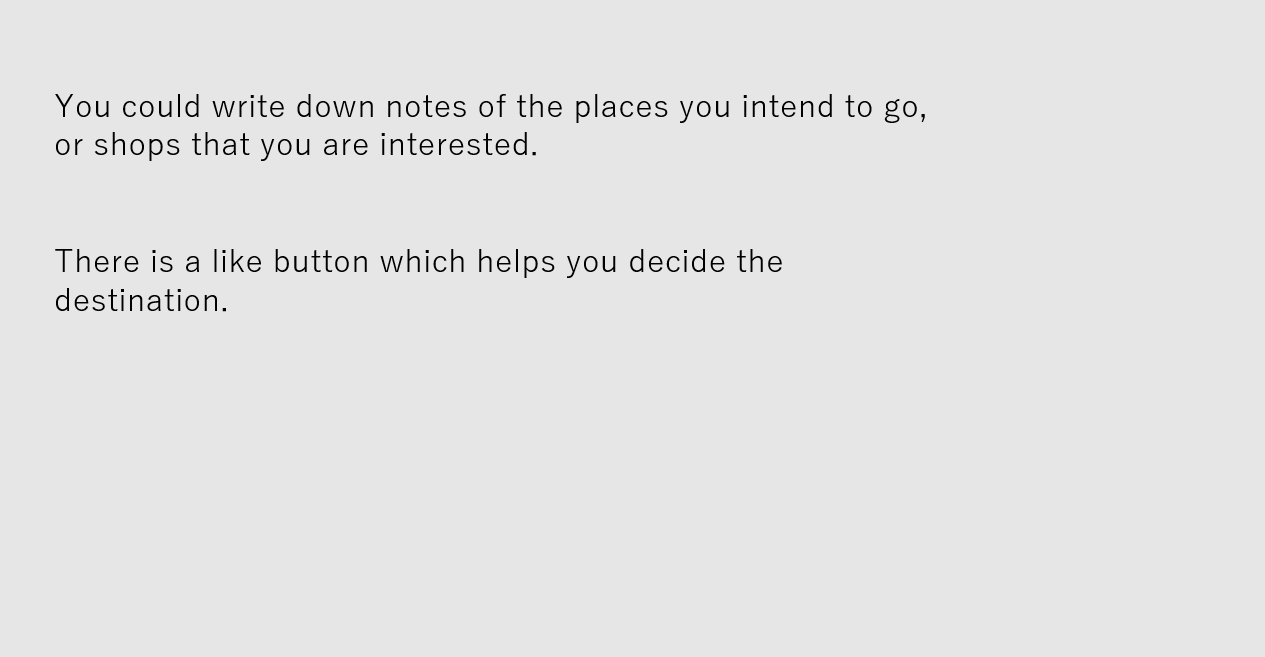 You could write down notes of the places you intend to go,
or shops that you are interested.
There is a like button which helps you decide the
destination.